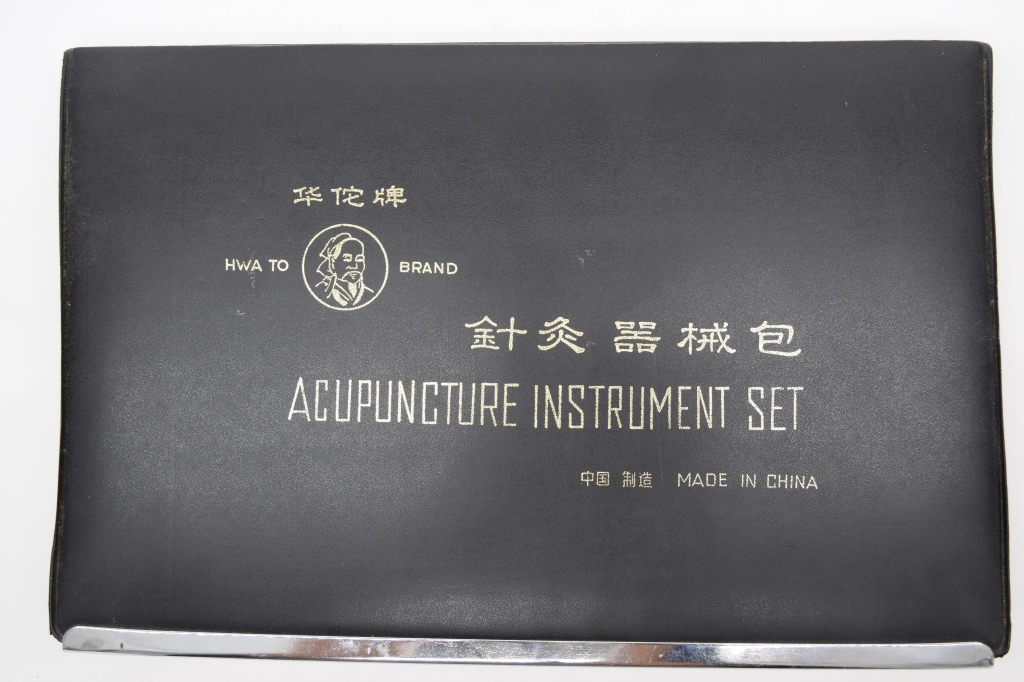 华佗牌
HWA TO BRAND
針灸器械包
ACUPUNCTURE INSTRUMENT SET
中国 制造 MADE IN CHINA